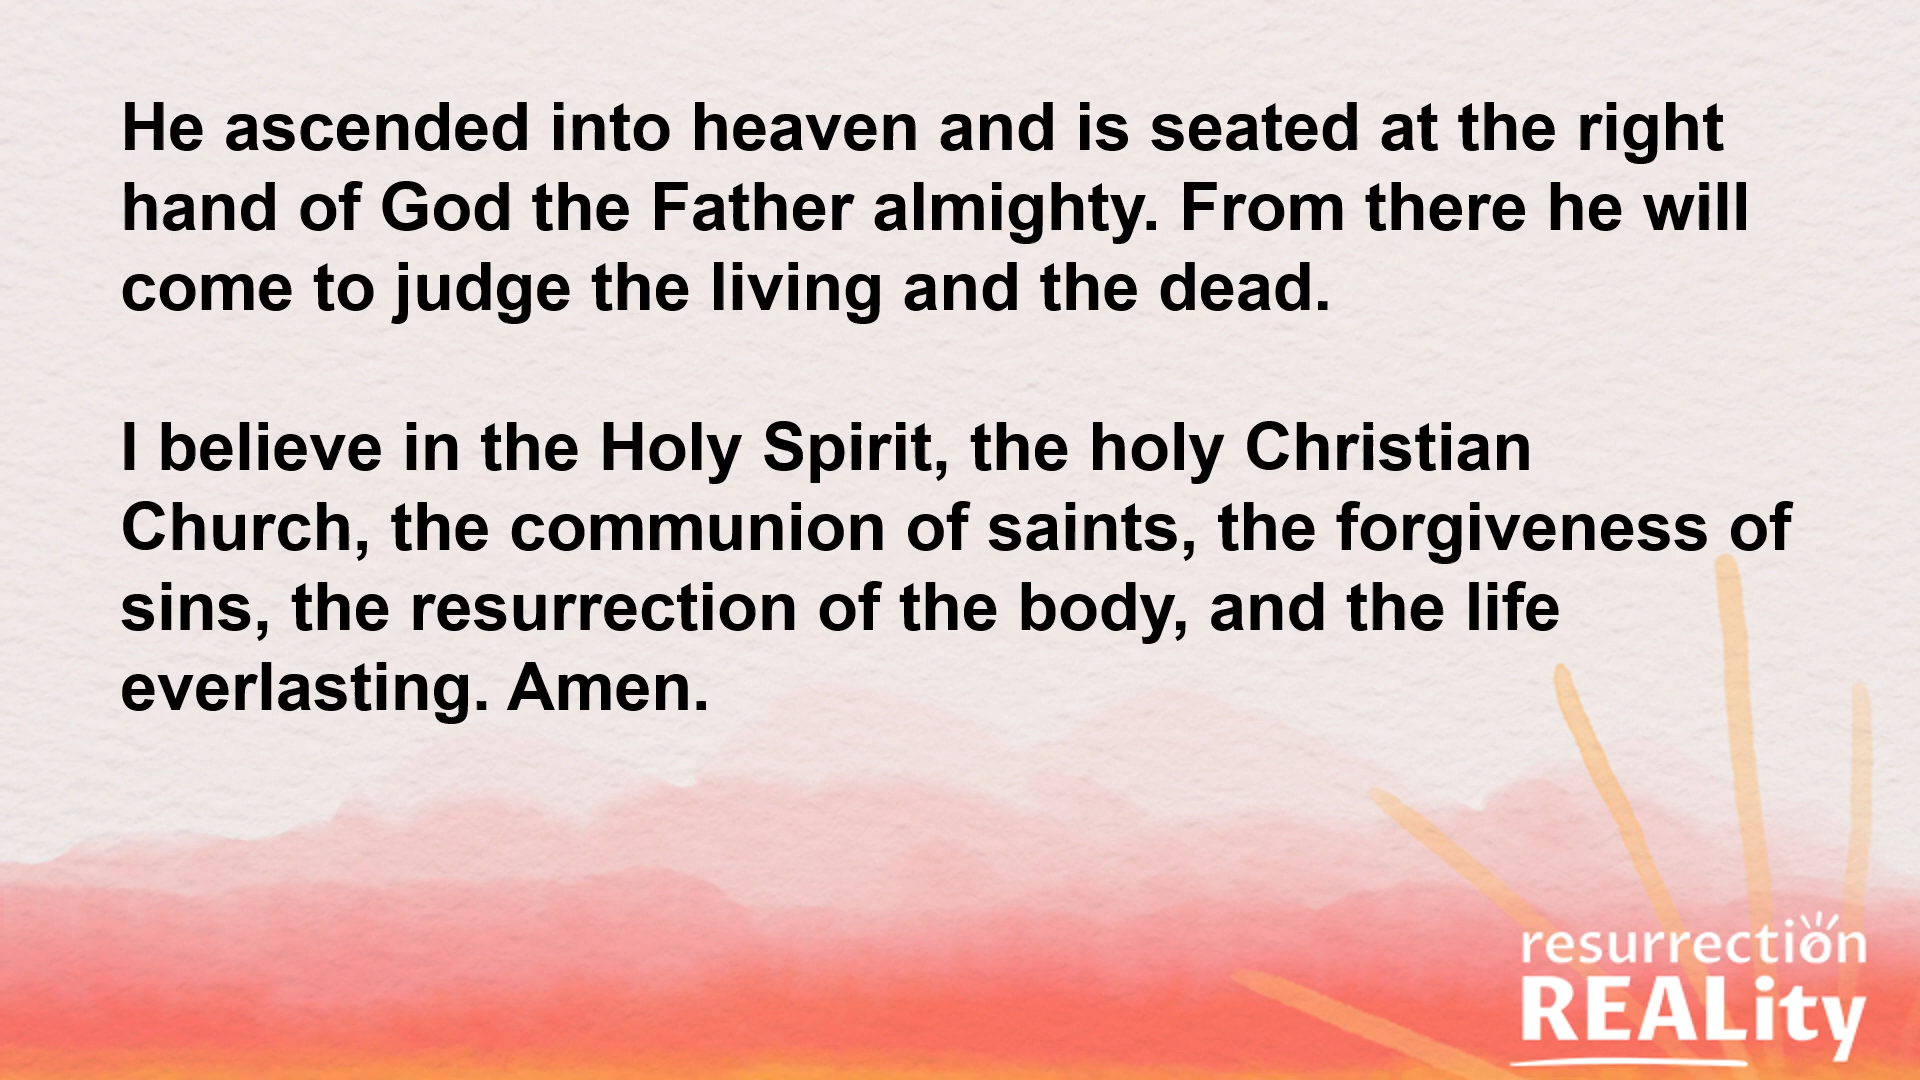 He ascended into heaven and is seated at the right
hand of God the Father almighty. From there he will
come to judge the living and the dead.
I believe in the Holy Spirit, the holy Christian
Church, the communion of saints, the forgiveness of
sins, the resurrection of the body, and the life
everlasting. Amen.
resurrection
REALity